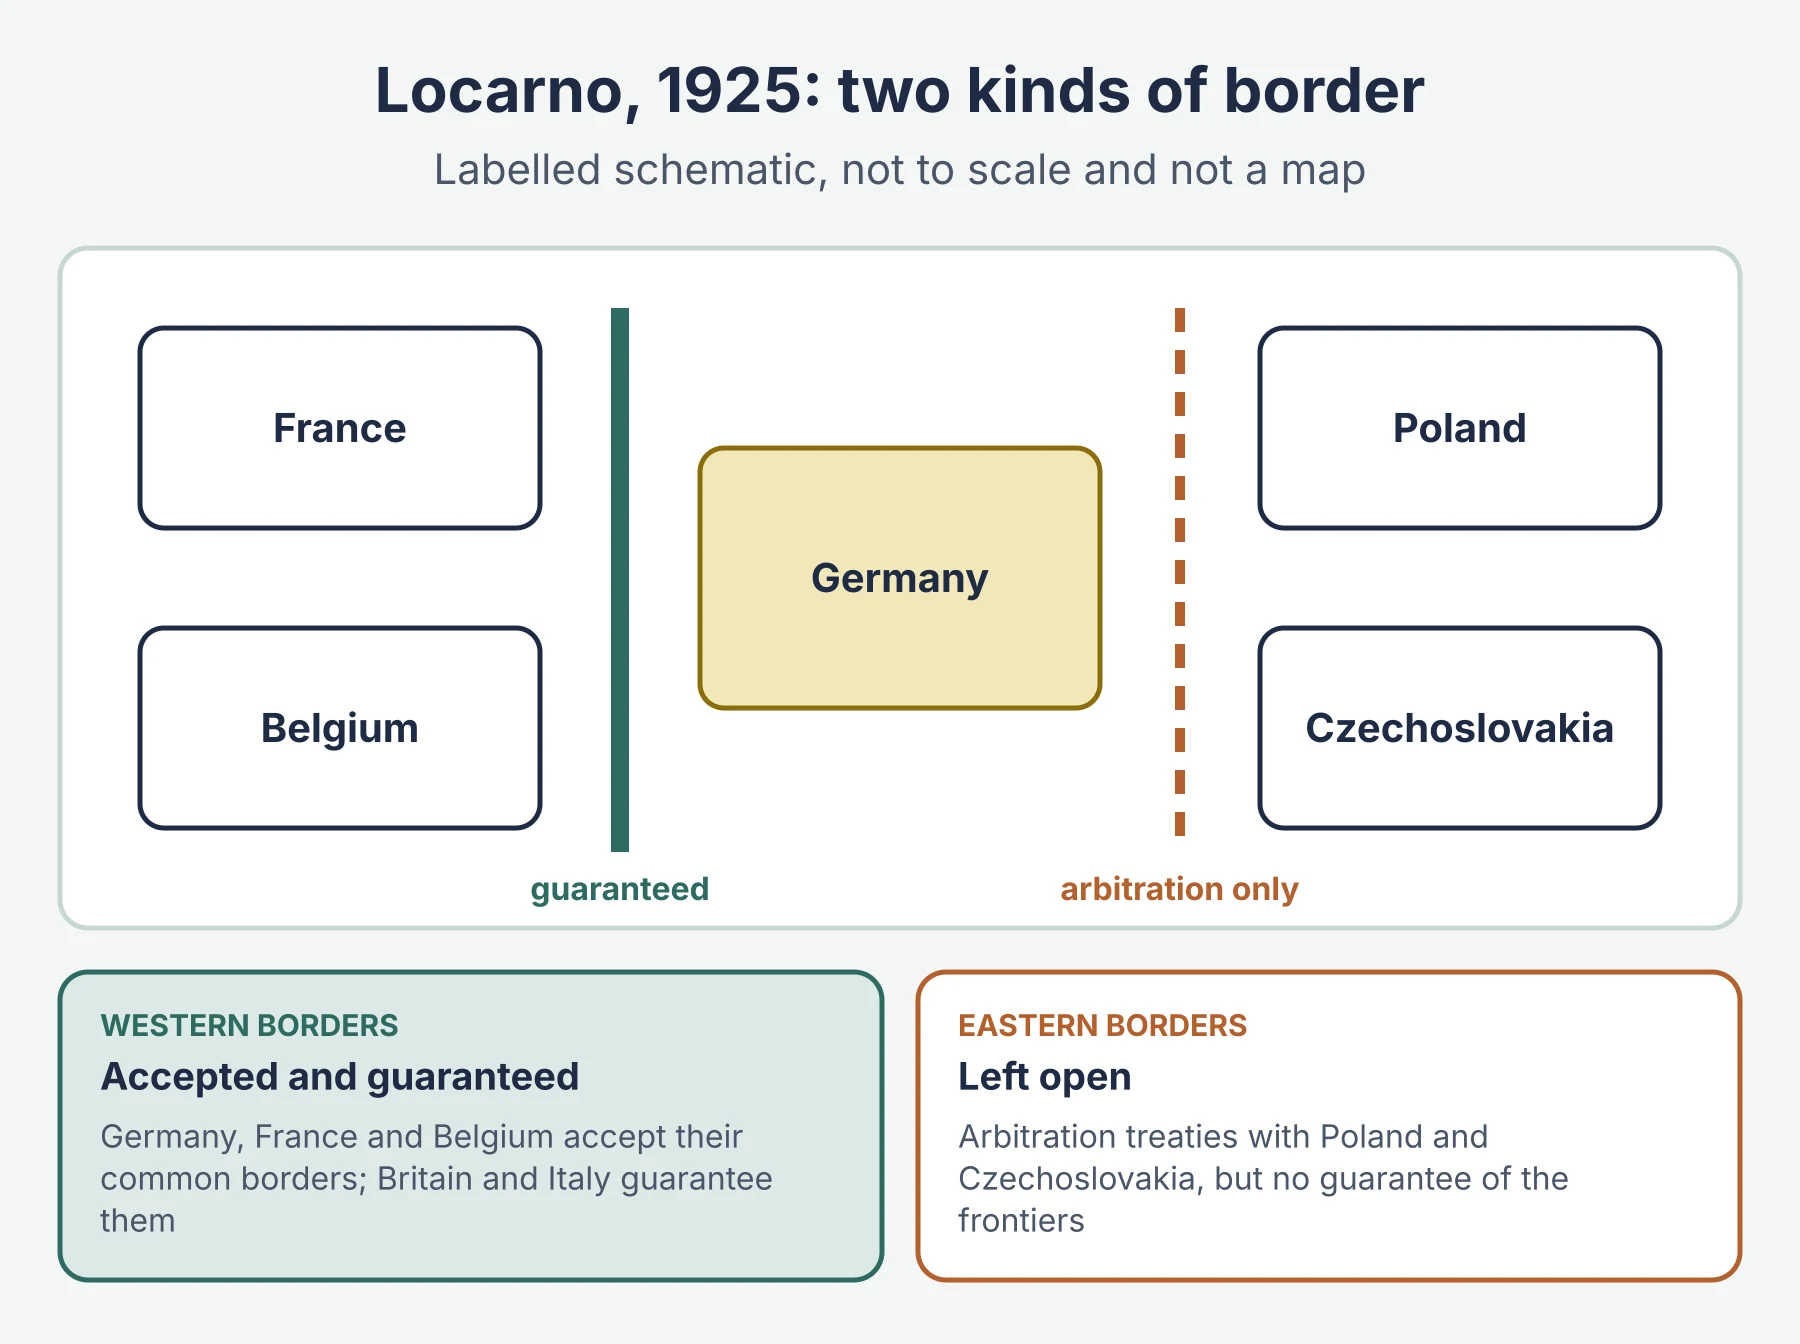 Locarno, 1925: two kinds of border
Labelled schematic, not to scale and not a map
France
Poland
Germany
Belgium
Czechoslovakia
guaranteed
arbitration only
WESTERN BORDERS
Accepted and guaranteed
Germany, France and Belgium accept their
common borders; Britain and Italy guarantee
them
EASTERN BORDERS
Left open
Arbitration treaties with Poland and
Czechoslovakia, but no guarantee of the
frontiers